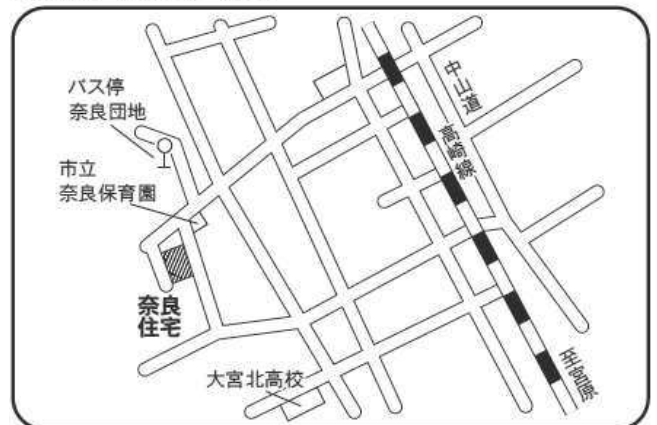 バス停
奈良団地
市立
奈良保育園
奈良
住宅
大宮北高校
中山道
高崎線
至宮原